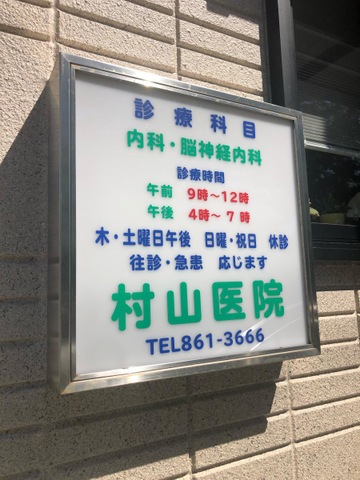 診療科目
内科・脳神経内科
診療時間
午前 9時～12時
午後 4時～7時
木・土曜日午後 日曜・祝日 休診
往診・急患 応じます
村山医院
TEL861-3666